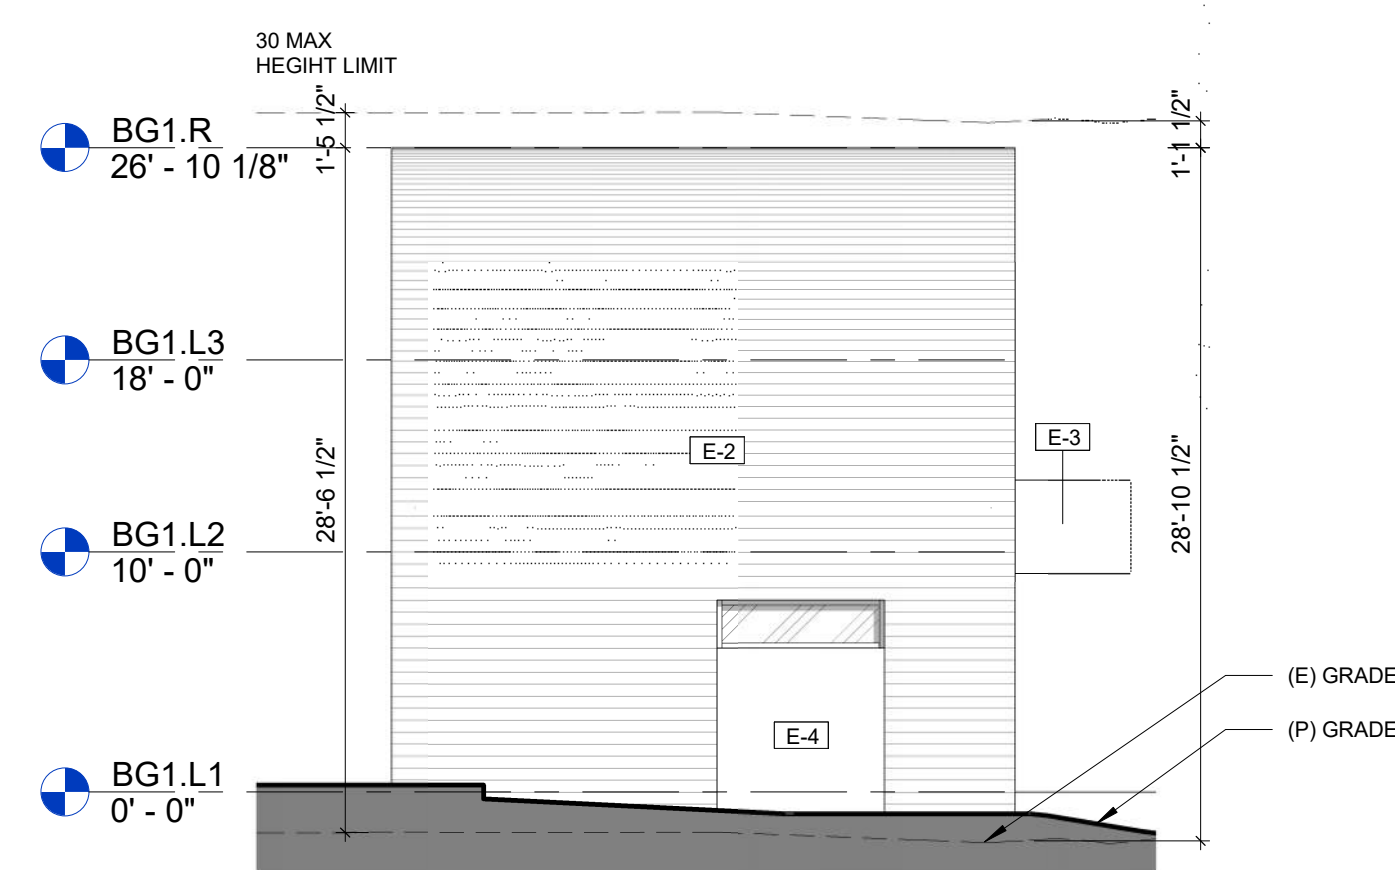 30 MAX
HEGIHT LIMIT
BG1.R
26' - 10 1/8"
1'-5 1/2"
1'-1 1/2"
BG1.L3
18' - 0"
E-2
E-3
28'-6 1/2"
28'-10 1/2"
BG1.L2
10' - 0"
(E) GRADE
(P) GRADE
E-4
BG1.L1
0' - 0"